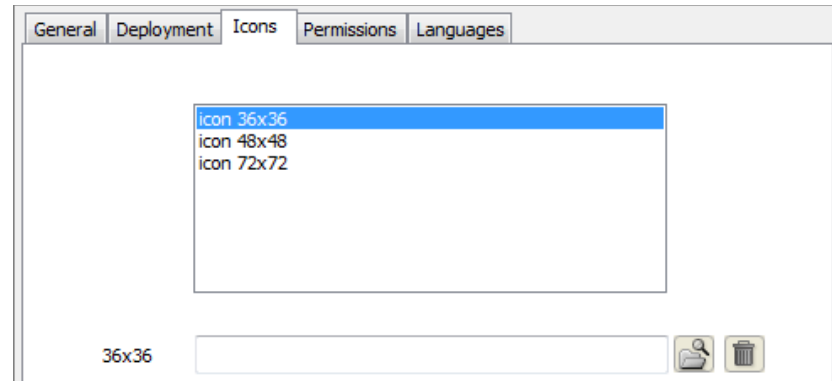 General Deployment Icons Permissions Languages
icon 36x36
icon 48x48
icon 72x72
36x36